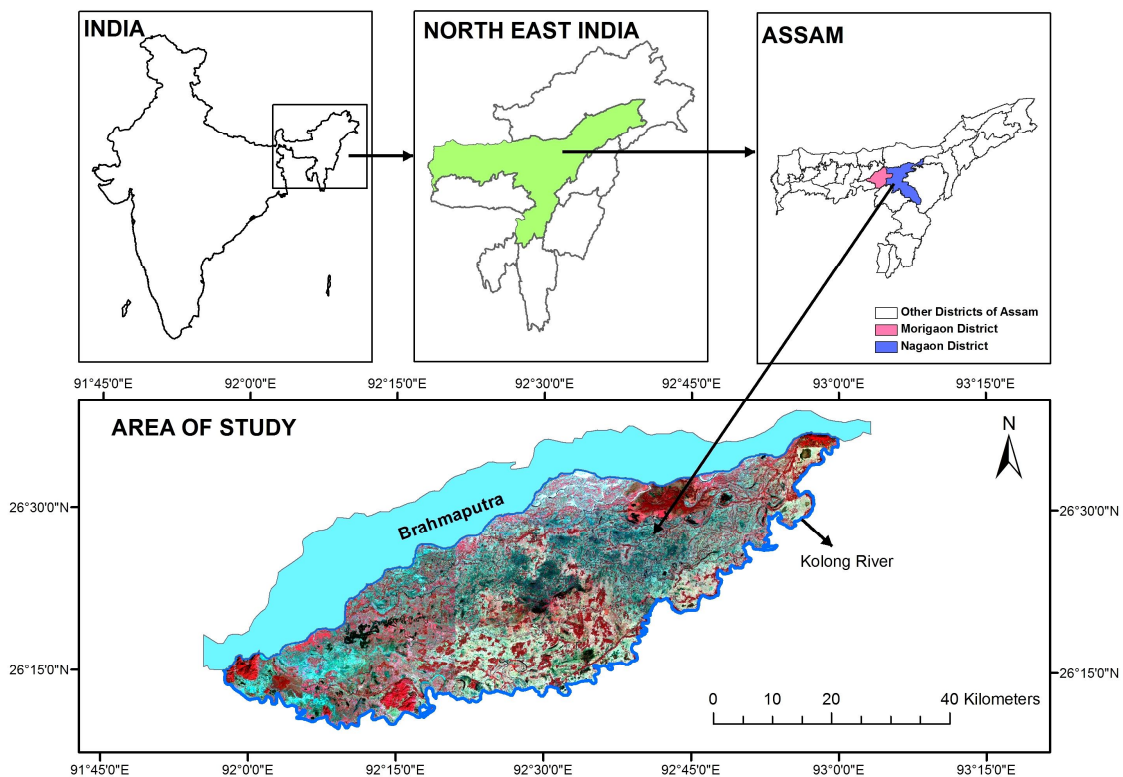 INDIA
NORTH EAST INDIA
ASSAM
Other Districts of Assam
Morigaon District
Nagaon District
91°45'0"E 92°0'0"E 92°15'0"E 92°30'0"E 92°45'0"E 93°0'0"E 93°15'0"E
AREA OF STUDY
N
Brahmaputra
26°30'0"N 26°30'0"N
Kolong River
26°15'0"N 26°15'0"N
0 10 20 40 Kilometers
91°45'0"E 92°0'0"E 92°15'0"E 92°30'0"E 92°45'0"E 93°0'0"E 93°15'0"E